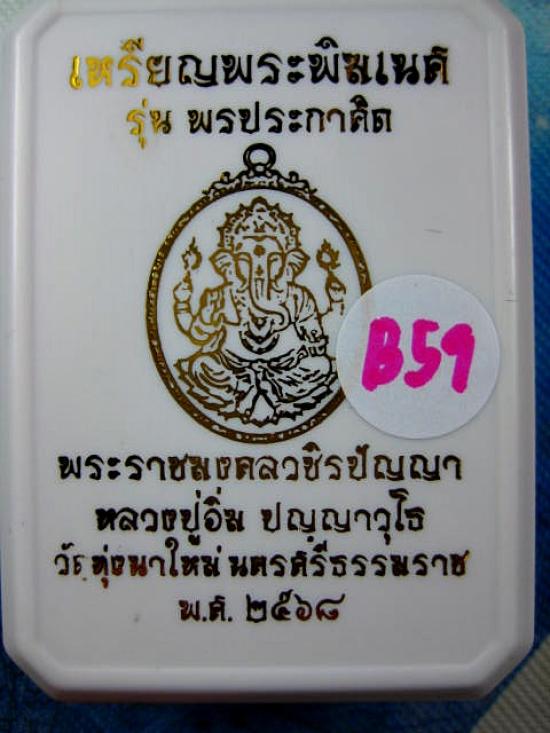 เหรียญพระพิฆเนศ
รุ่น พรประกาศิต
B59
พระราชมงคลวชิรปัญญา
หลวงปู่อิ่ม ปญฺญาวุโธ
วัดทุ่งนาใหม่ นครศรีธรรมราช
พ.ศ. ๒๕๖๘